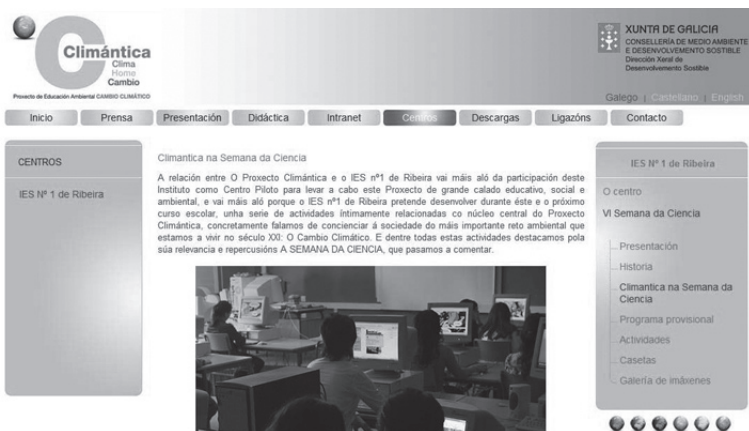 Climántica
Clima
Home
Cambio
Proxecto de Educación Ambiental CAMBIO CLIMÁTICO
XUNTA DE GALICIA
CONSELLERÍA DE MEDIO AMBIENTE
E DESENVOLVEMENTO SOSTIBLE
Dirección Xeral de
Desenvolvemento Sostible
Galego | Castellano | English
Inicio Prensa Presentación Didáctica Intranet Centros Descargas Ligazóns Contacto
CENTROS
IES Nº 1 de Ribeira
Climantica na Semana da Ciencia
A relación entre O Proxecto Climántica e o IES nº1 de Ribeira vai máis aló da participación deste
Instituto como Centro Piloto para levar a cabo este Proxecto de grande calado educativo, social e
ambiental, e vai máis aló porque o IES nº1 de Ribeira pretende desenvolver durante éste e o próximo
curso escolar, unha serie de actividades íntimamente relacionadas co núcleo central do Proxecto
Climántica, concretamente falamos de concienciar á sociedade do máis importante reto ambiental que
estamos a vivir no século XXI: O Cambio Climático. E dentre todas estas actividades destacamos pola
súa relevancia e repercusións A SEMANA DA CIENCIA, que pasamos a comentar.
IES Nº 1 de Ribeira
O centro
VI Semana da Ciencia
Presentación
Historia
Climantica na Semana da
Ciencia
Programa provisional
Actividades
Casetas
Galería de imáxenes